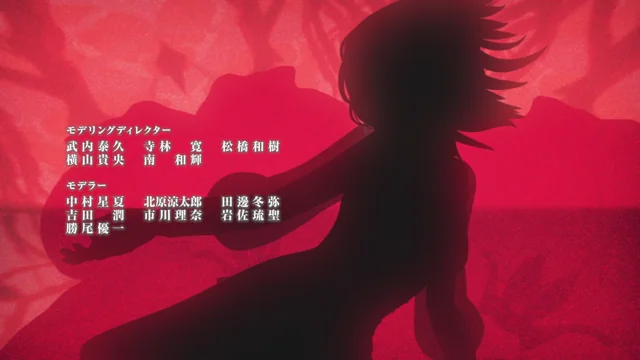 モデリングディレクター
武内泰久 寺林 寛 松橋和樹
横山貴央 南 和輝
モデラー
中村星夏 北原涼太郎 田邊冬弥
吉田 潤 市川理奈 岩佐琉聖
勝尾優一